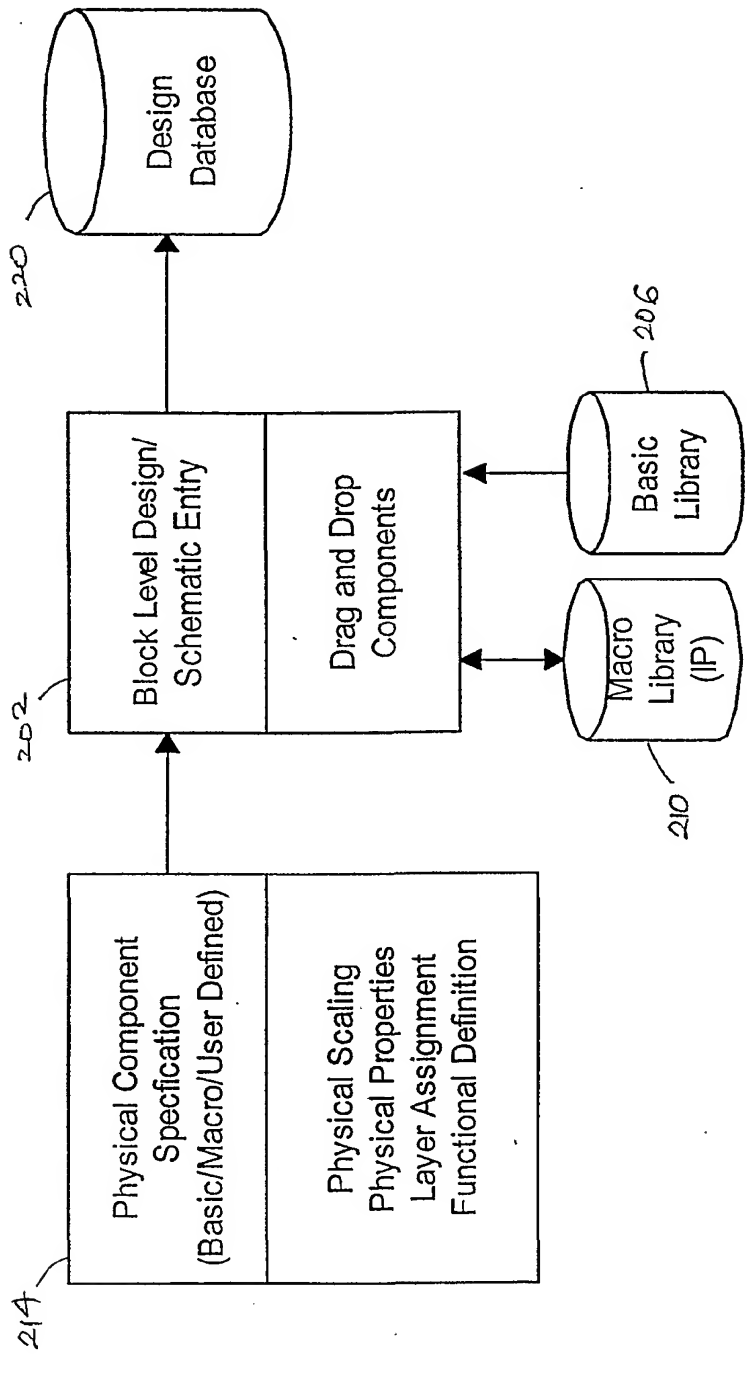 214
Physical Component
Specfication
(Basic/Macro/User Defined)
Physical Scaling
Physical Properties
Layer Assignment
Functional Definition
202
Block Level Design/
Schematic Entry
Drag and Drop
Components
220
Design
Database
210
Macro
Library
(IP)
206
Basic
Library